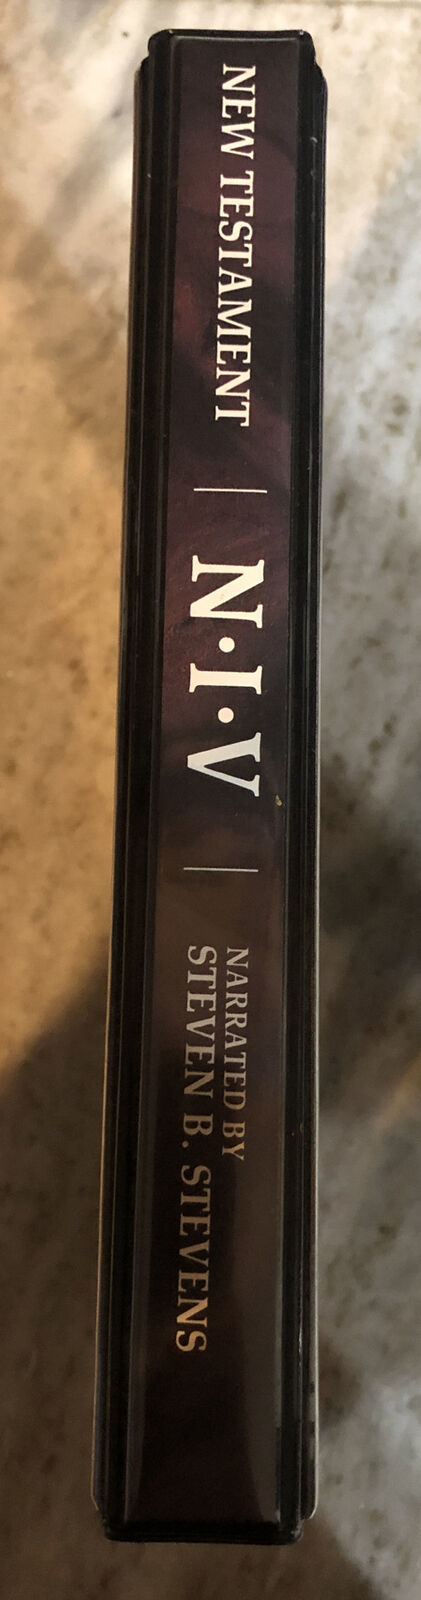 NEW TESTAMENT
N·I·V
NARRATED BY
STEVEN B. STEVENS